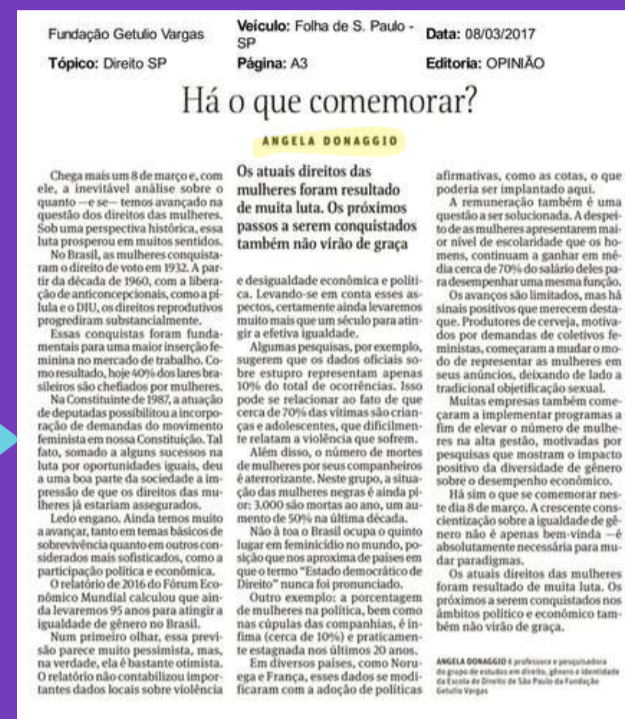 Fundação Getulio Vargas
Veículo: Folha de S. Paulo -
SP
Data: 08/03/2017
Tópico: Direito SP
Página: A3
Editoria: OPINIÃO
Há o que comemorar?
ANGELA DONAGGIO
Chega mais um 8 de março e, com
ele, a inevitável análise sobre o
quanto —e se— temos avançado na
questão dos direitos das mulheres.
Sob uma perspectiva histórica, essa
luta prosperou em muitos sentidos.
No Brasil, as mulheres conquista-
ram o direito de voto em 1932. A par-
tir da década de 1960, com a libera-
ção de anticoncepcionais, como a pí-
lula e o DIU, os direitos reprodutivos
progrediram substancialmente.
Essas conquistas foram funda-
mentais para uma maior inserção fe-
minina no mercado de trabalho. Co-
mo resultado, hoje 40% dos lares bra-
sileiros são chefiados por mulheres.
Na Constituinte de 1987, a atuação
de deputadas possibilitou a incorpo-
ração de demandas do movimento
feminista em nossa Constituição. Tal
fato, somado a alguns sucessos na
luta por oportunidades iguais, deu
a uma boa parte da sociedade a im-
pressão de que os direitos das mu-
lheres já estariam assegurados.
Ledo engano. Ainda temos muito
a avançar, tanto em temas básicos de
sobrevivência quanto em outros con-
siderados mais sofisticados, como a
participação política e econômica.
O relatório de 2016 do Fórum Eco-
nômico Mundial calculou que ain-
da levaremos 95 anos para atingir a
igualdade de gênero no Brasil.
Num primeiro olhar, essa previ-
são parece muito pessimista, mas,
na verdade, ela é bastante otimista.
O relatório não contabilizou impor-
tantes dados locais sobre violência
Os atuais direitos das
mulheres foram resultado
de muita luta. Os próximos
passos a serem conquistados
também não virão de graça
e desigualdade econômica e políti-
ca. Levando-se em conta esses as-
pectos, certamente ainda levaremos
muito mais que um século para atin-
gir a efetiva igualdade.
Algumas pesquisas, por exemplo,
sugerem que os dados oficiais so-
bre estupro representam apenas
10% do total de ocorrências. Isso
pode se relacionar ao fato de que
cerca de 70% das vítimas são crian-
ças e adolescentes, que dificilmen-
te relatam a violência que sofrem.
Além disso, o número de mortes
de mulheres por seus companheiros
é aterrorizante. Neste grupo, a situa-
ção das mulheres negras é ainda pi-
or: 3.000 são mortas ao ano, um au-
mento de 50% na última década.
Não à toa o Brasil ocupa o quinto
lugar em feminicídio no mundo, po-
sição que nos aproxima de países em
que o termo "Estado democrático de
Direito" nunca foi pronunciado.
Outro exemplo: a porcentagem
de mulheres na política, bem como
nas cúpulas das companhias, é ín-
fima (cerca de 10%) e praticamen-
te estagnada nos últimos 20 anos.
Em diversos países, como Noru-
ega e França, esses dados se modi-
ficaram com a adoção de políticas
afirmativas, como as cotas, o que
poderia ser implantado aqui.
A remuneração também é uma
questão a ser solucionada. A despei-
to de as mulheres apresentarem mai-
or nível de escolaridade que os ho-
mens, continuam a ganhar em mé-
dia cerca de 70% do salário deles pa-
ra desempenhar uma mesma função.
Os avanços são limitados, mas há
sinais positivos que merecem desta-
que. Produtores de cerveja, motiva-
dos por demandas de coletivos fe-
ministas, começaram a mudar o mo-
do de representar as mulheres em
seus anúncios, deixando de lado a
tradicional objetificação sexual.
Muitas empresas também come-
çaram a implementar programas a
fim de elevar o número de mulhe-
res na alta gestão, motivadas por
pesquisas que mostram o impacto
positivo da diversidade de gênero
sobre o desempenho econômico.
Há sim o que se comemorar nes-
te dia 8 de março. A crescente cons-
cientização sobre a igualdade de gê-
nero não é apenas bem-vinda —é
absolutamente necessária para mu-
dar paradigmas.
Os atuais direitos das mulheres
foram resultado de muita luta. Os
próximos a serem conquistados nos
âmbitos político e econômico tam-
bém não virão de graça.
ANGELA DONAGGIO é professora e pesquisadora
do grupo de estudos em direito, gênero e identidade
da Escola de Direito de São Paulo da Fundação
Getulio Vargas